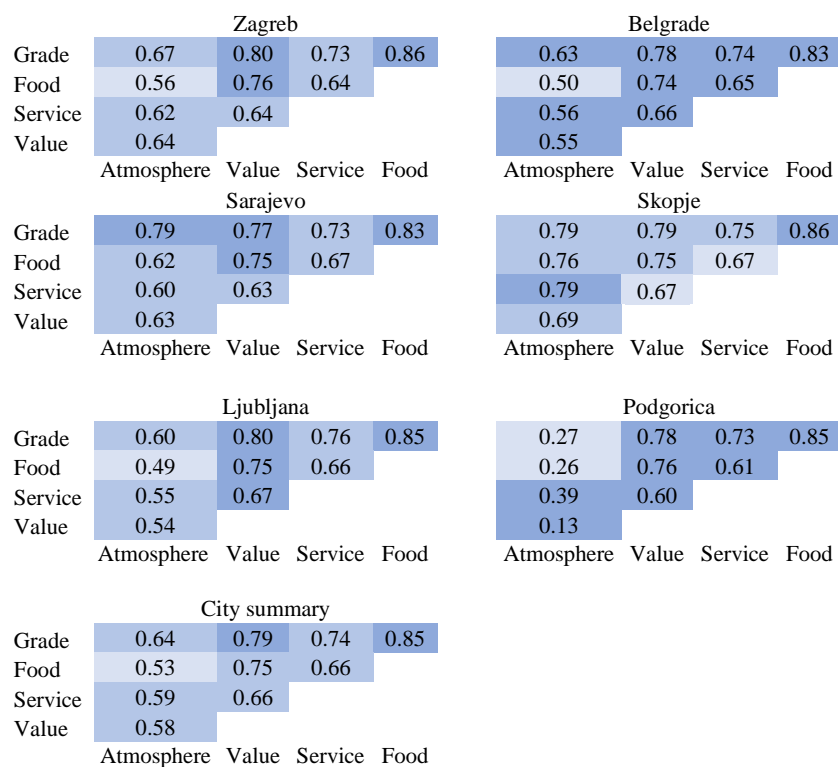 Zagreb
Grade 0.67 0.80 0.73 0.86
Food 0.56 0.76 0.64
Service 0.62 0.64
Value 0.64
Atmosphere Value Service Food
Belgrade
0.63 0.78 0.74 0.83
0.50 0.74 0.65
0.56 0.66
0.55
Atmosphere Value Service Food
Sarajevo
Grade 0.79 0.77 0.73 0.83
Food 0.62 0.75 0.67
Service 0.60 0.63
Value 0.63
Atmosphere Value Service Food
Skopje
0.79 0.79 0.75 0.86
0.76 0.75 0.67
0.79 0.67
0.69
Atmosphere Value Service Food
Ljubljana
Grade 0.60 0.80 0.76 0.85
Food 0.49 0.75 0.66
Service 0.55 0.67
Value 0.54
Atmosphere Value Service Food
Podgorica
0.27 0.78 0.73 0.85
0.26 0.76 0.61
0.39 0.60
0.13
Atmosphere Value Service Food
City summary
Grade 0.64 0.79 0.74 0.85
Food 0.53 0.75 0.66
Service 0.59 0.66
Value 0.58
Atmosphere Value Service Food